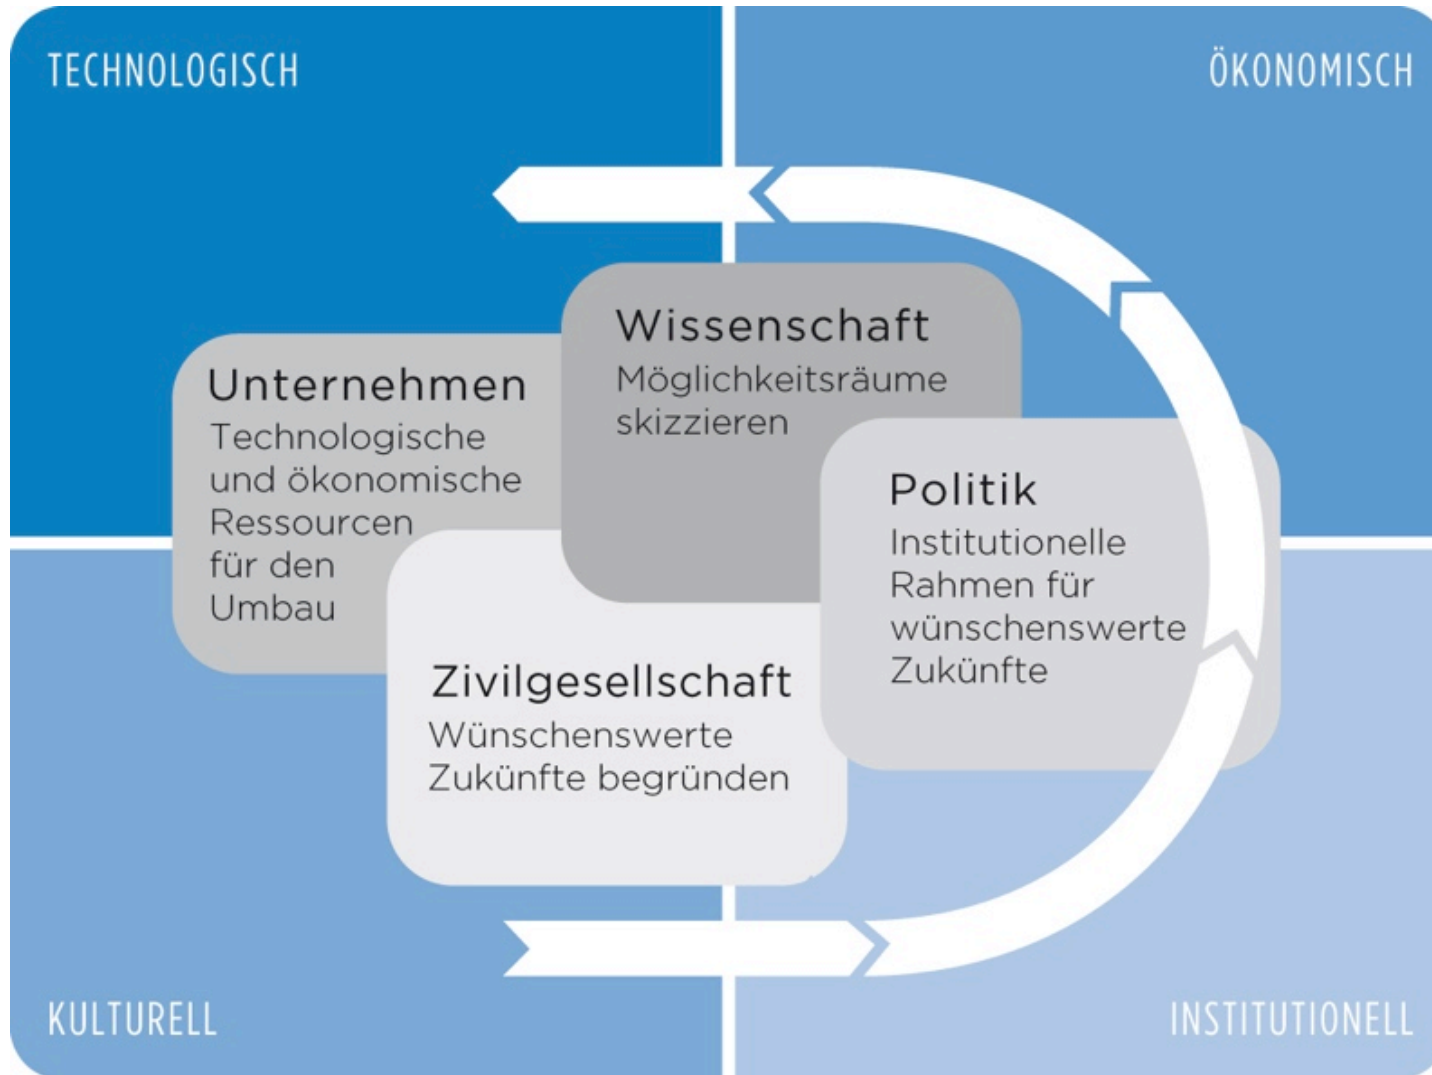 TECHNOLOGISCH
ÖKONOMISCH
Wissenschaft
Möglichkeitsräume
skizzieren
Unternehmen
Technologische
und ökonomische
Ressourcen
für den
Umbau
Politik
Institutionelle
Rahmen für
wünschenswerte
Zukünfte
Zivilgesellschaft
Wünschenswerte
Zukünfte begründen
KULTURELL
INSTITUTIONELL